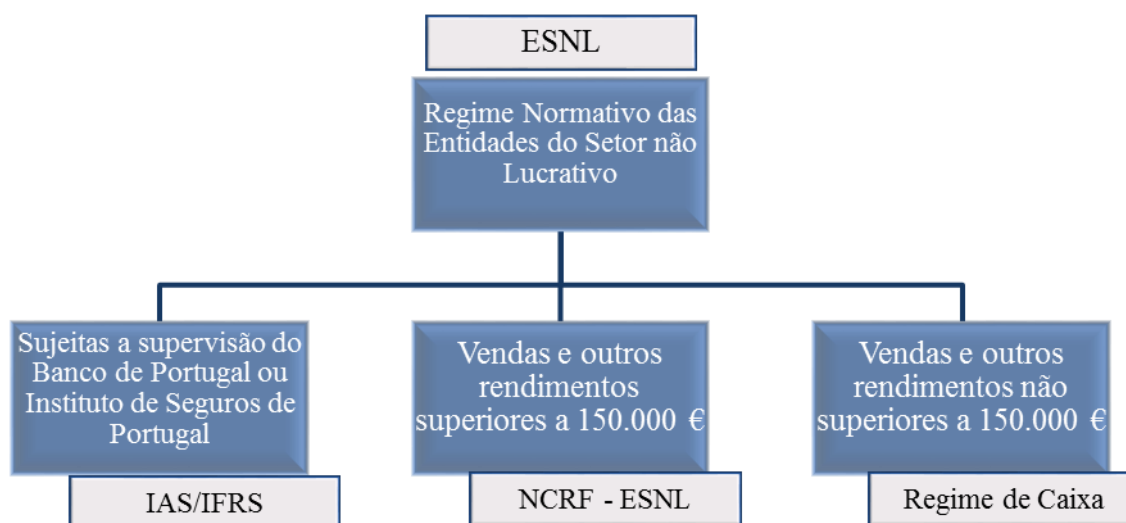 ESNL
Regime Normativo das
Entidades do Setor não
Lucrativo
Sujeitas a supervisão do
Banco de Portugal ou
Instituto de Seguros de
Portugal
IAS/IFRS
Vendas e outros
rendimentos
superiores a 150.000 €
NCRF - ESNL
Vendas e outros
rendimentos não
superiores a 150.000 €
Regime de Caixa